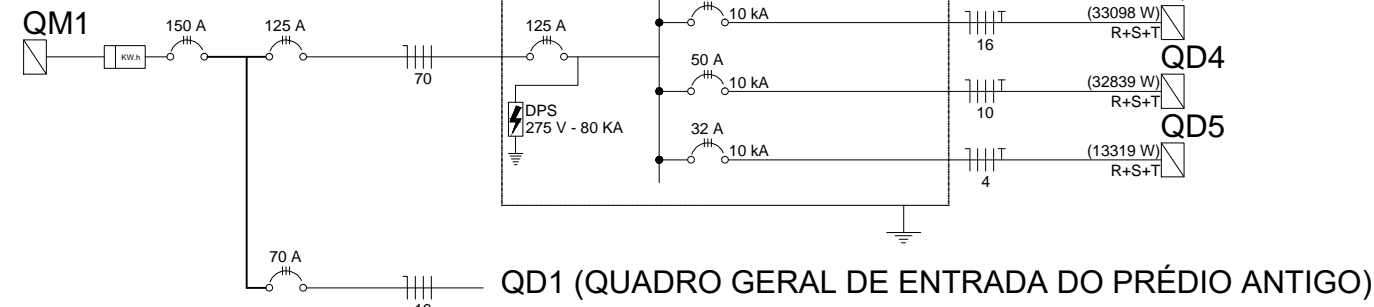 QM1
150 A
125 A
KW.h
70
125 A
DPS
275 V - 80 KA
10 kA
16
(33098 W)
R+S+T
QD4
50 A
10 kA
10
(32839 W)
R+S+T
QD5
32 A
10 kA
4
(13319 W)
R+S+T
70 A
QD1 (QUADRO GERAL DE ENTRADA DO PRÉDIO ANTIGO)